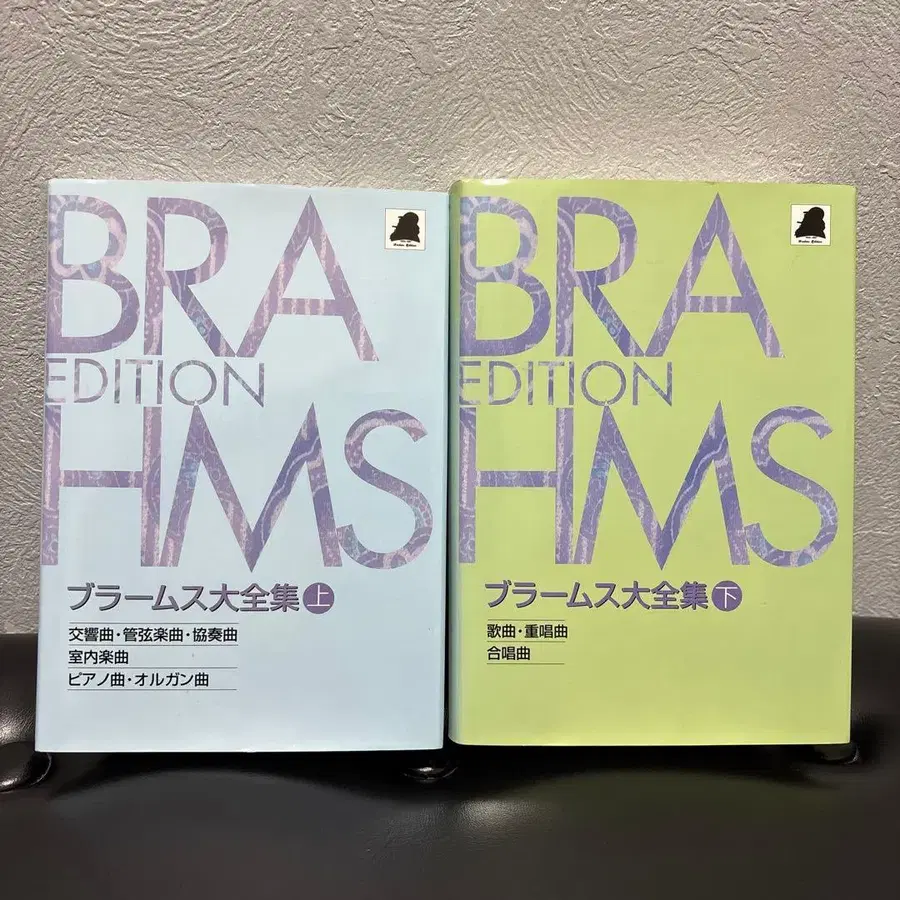 BRA
EDITION
HMS
ブラームス大全集 上
交響曲・管弦楽曲・協奏曲
室内楽曲
ピアノ曲・オルガン曲
BRA
EDITION
HMS
ブラームス大全集 下
歌曲・重唱曲
合唱曲